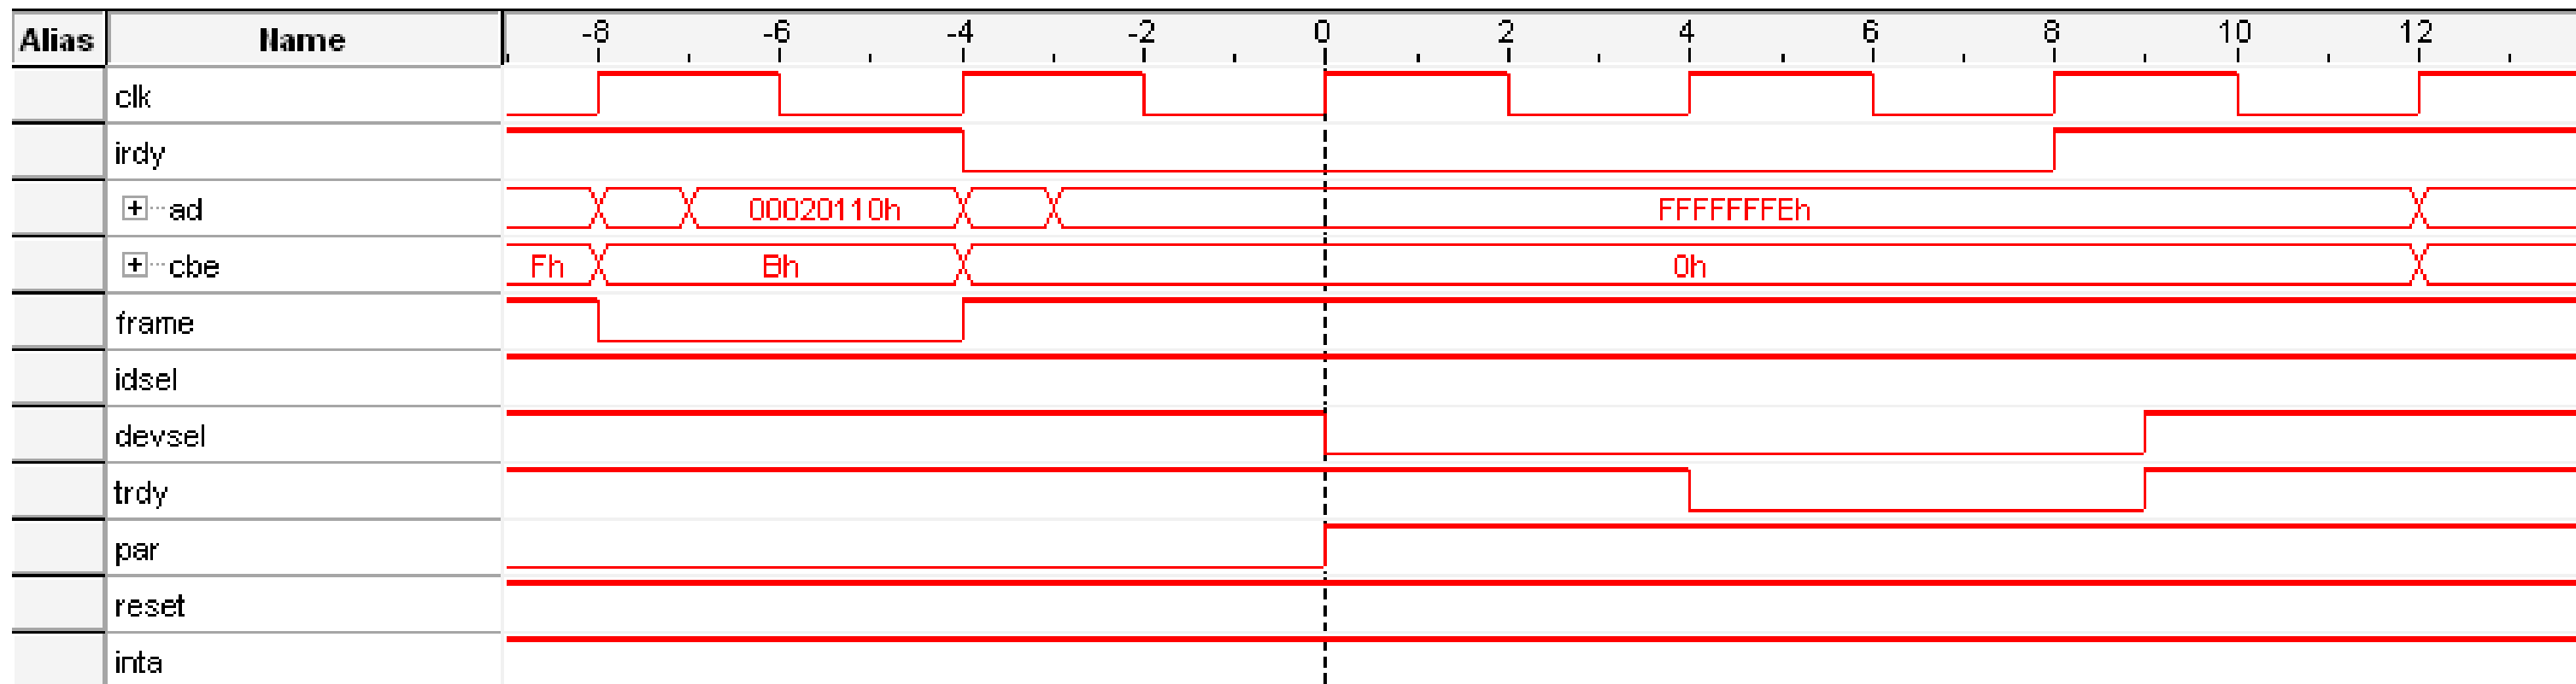 Alias Name -8 -6 -4 -2 0 2 4 6 8 10 12
clk
irdy
+ ad 00020110h FFFFFFFEh
+ cbe Fh Bh 0h
frame
idsel
devsel
trdy
par
reset
inta